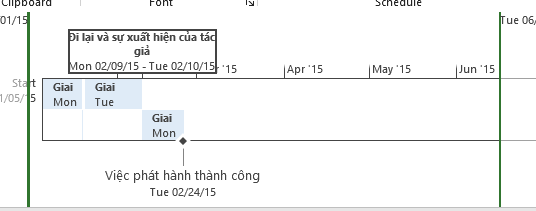 Clipboard Font Schedule
01/15 Tue 06/
Đi lại và sự xuất hiện của tác
giả
Mon 02/09/15 - Tue 02/10/15
'15 Apr '15 May '15 Jun '15
Start
1/05/15
Giai Giai
Mon Tue
Giai
Mon
Việc phát hành thành công
Tue 02/24/15